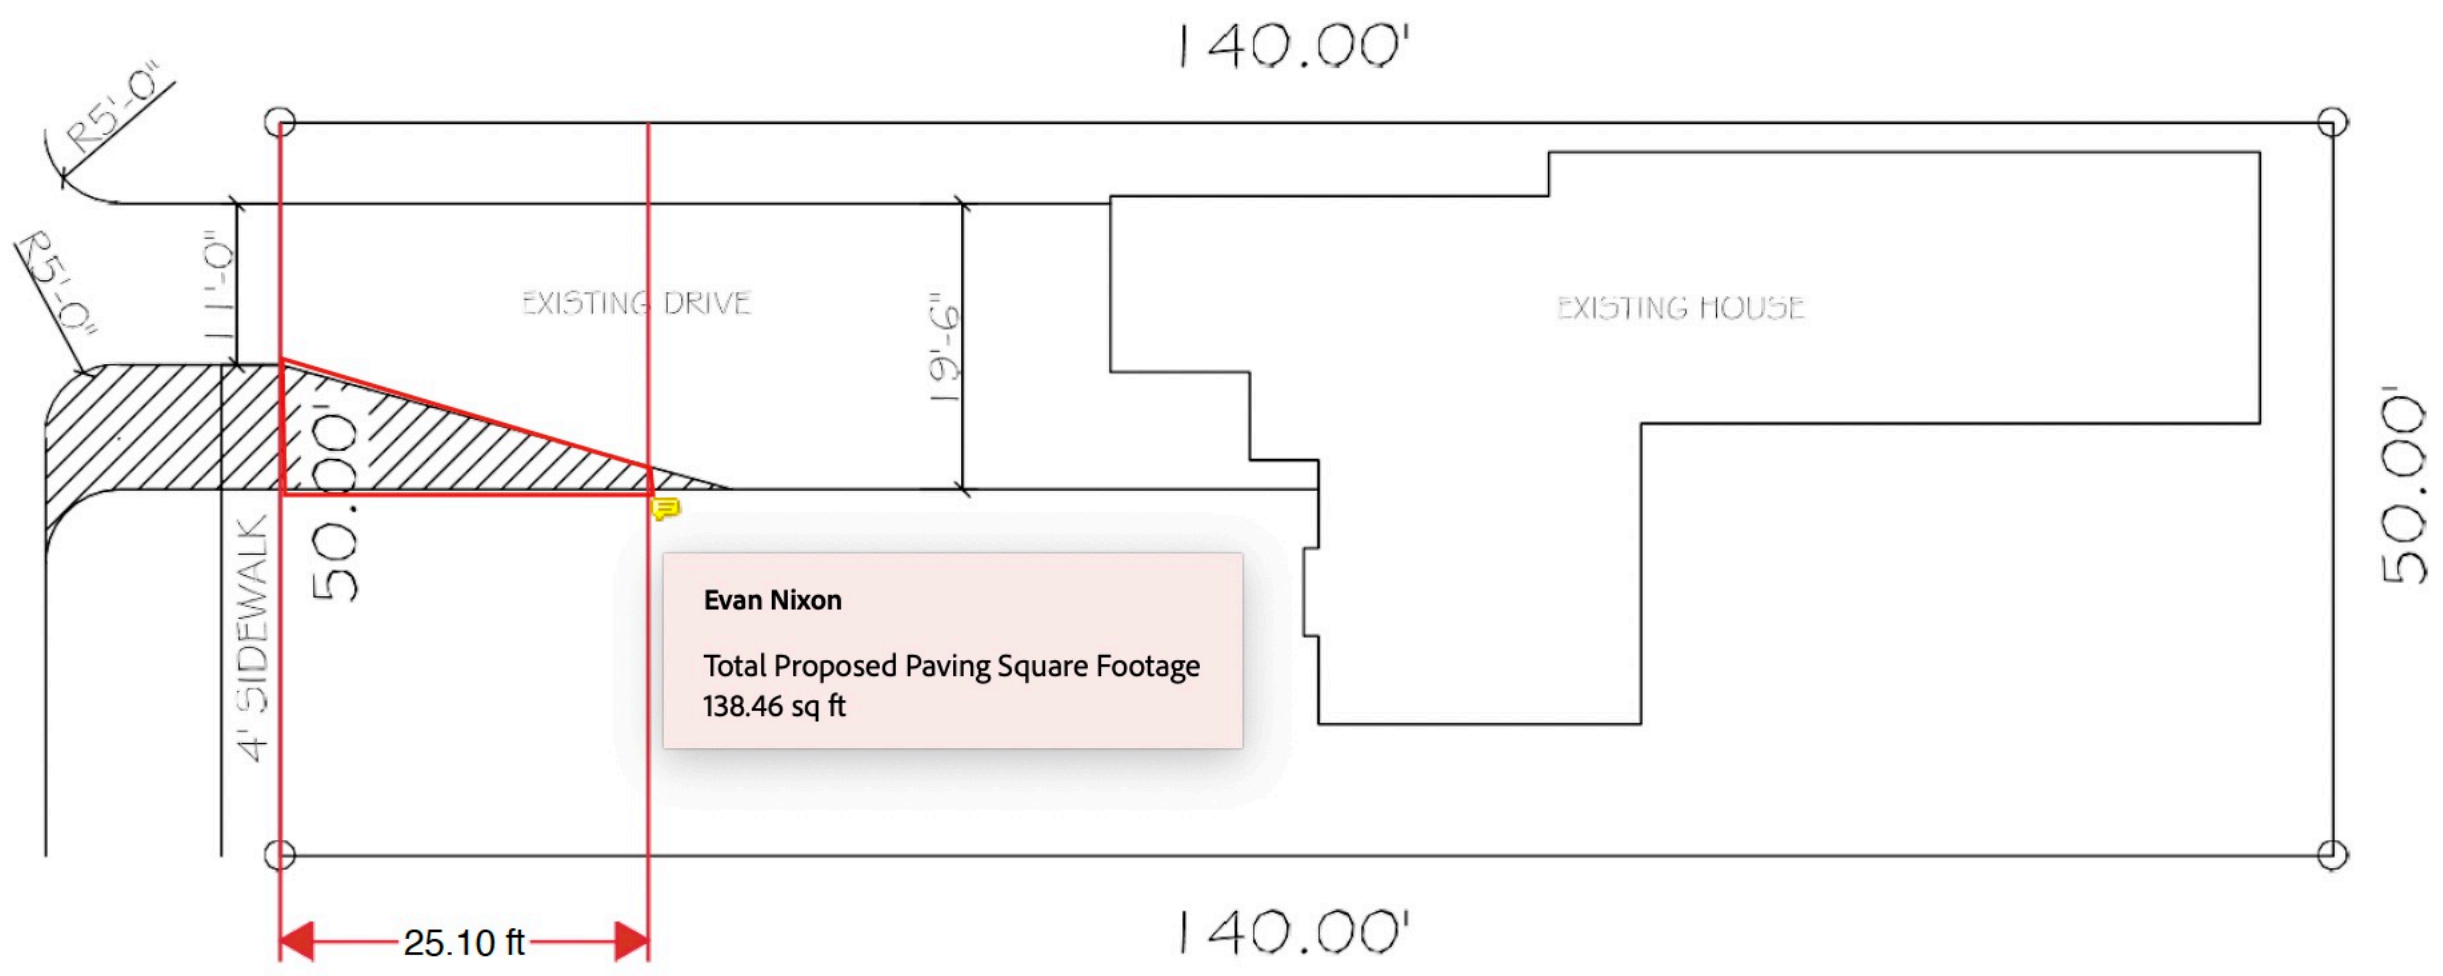 140.00'
R5'-0"
R5'-0"
11'-0"
EXISTING DRIVE
19'-6"
EXISTING HOUSE
50.00'
50.00'
4' SIDEWALK
Evan Nixon
Total Proposed Paving Square Footage
138.46 sq ft
25.10 ft
140.00'